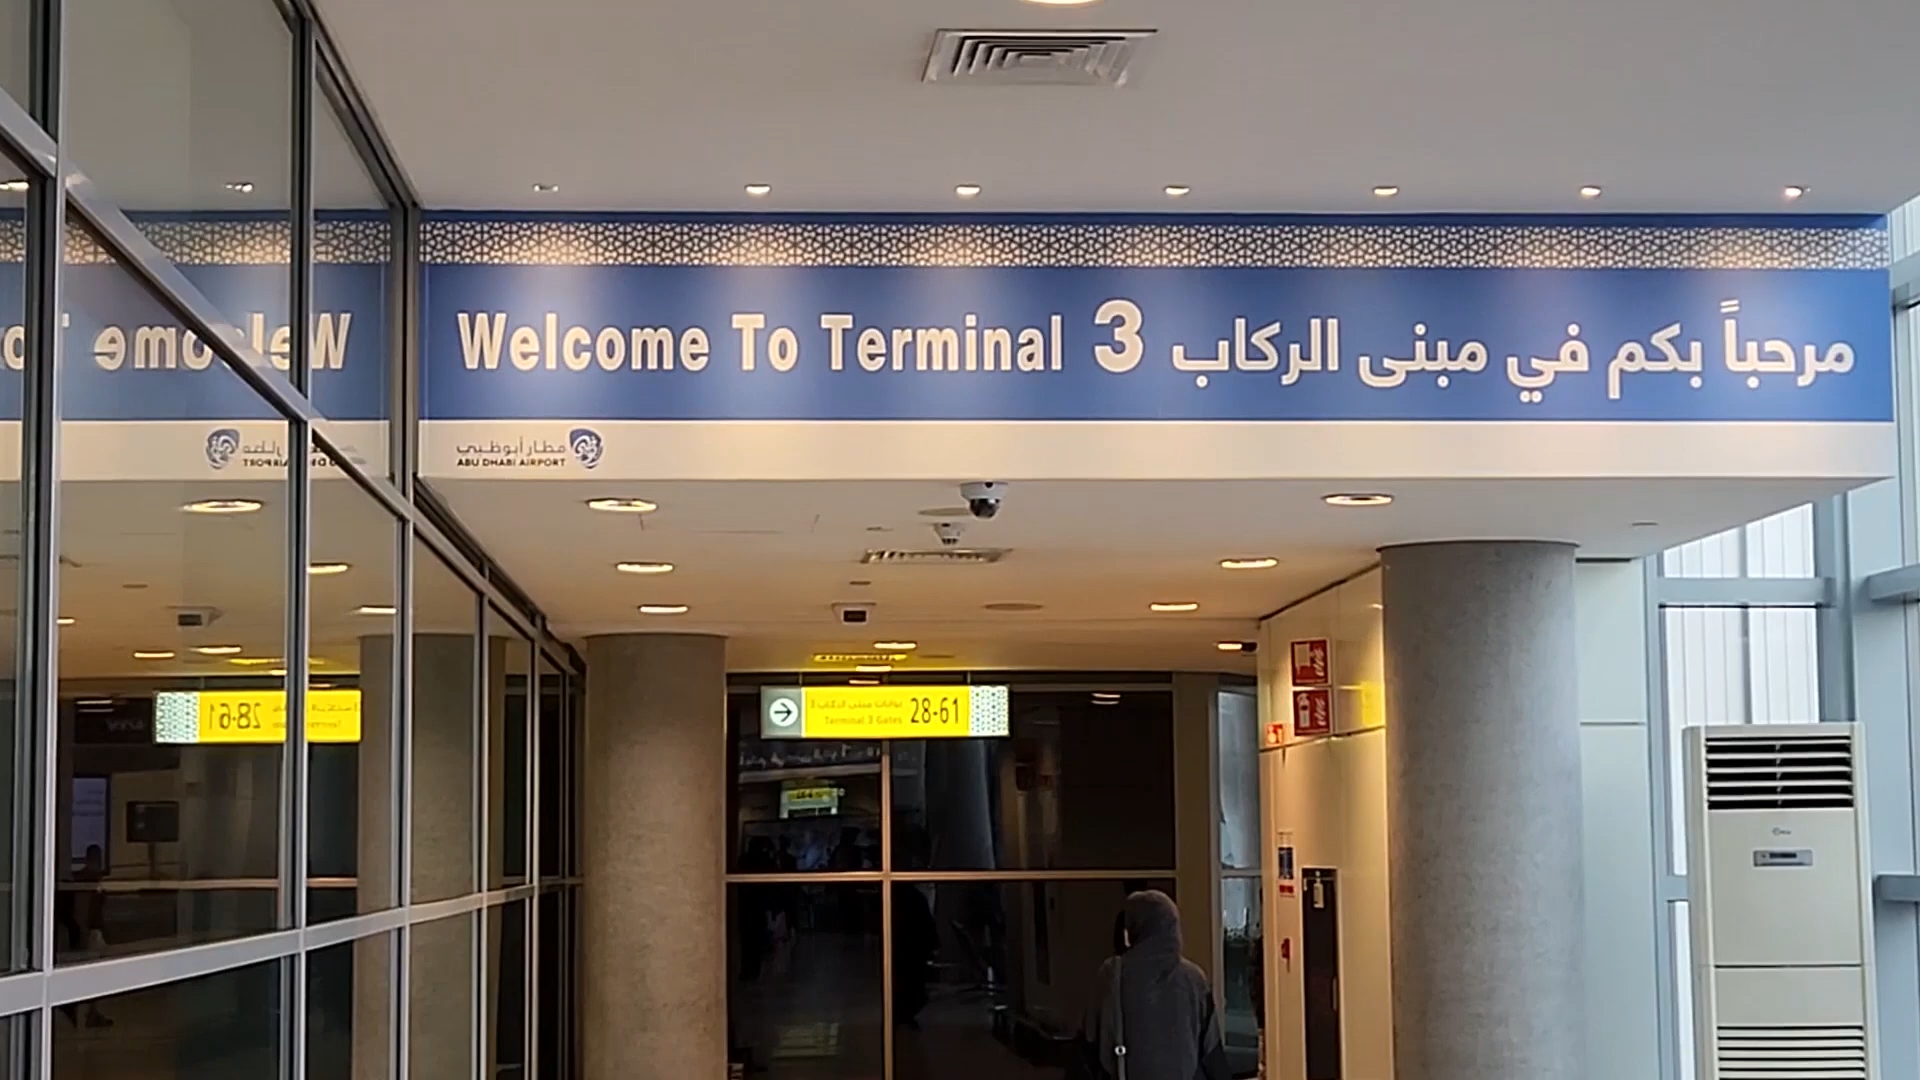 Welcome To Terminal 3 مرحباً بكم في مبنى الركاب
مطار أبوظبي
ABU DHABI AIRPORT
بوابات مبنى الركاب 3
Terminal 3 Gates
28-61